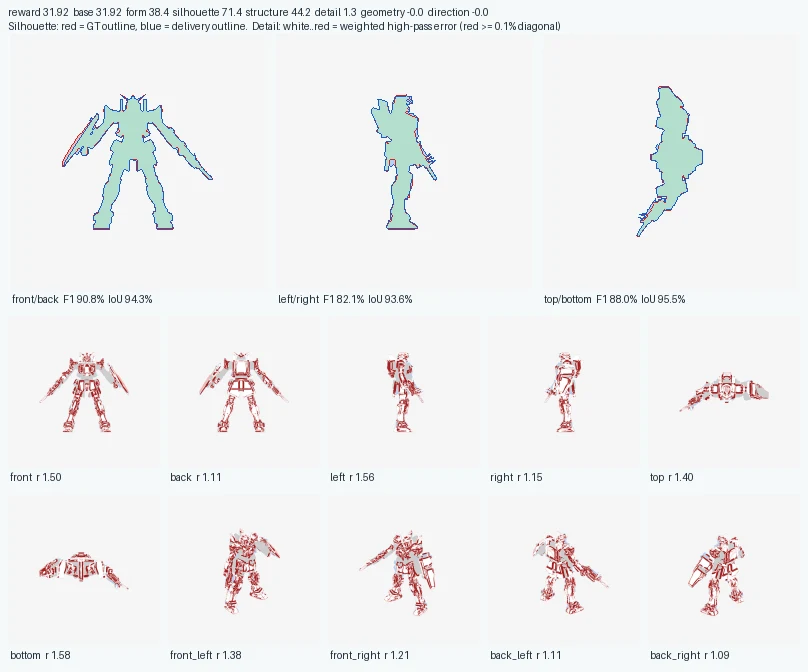 reward 31.92 base 31.92 form 38.4 silhouette 71.4 structure 44.2 detail 1.3 geometry -0.0 direction -0.0
Silhouette: red = GT outline, blue = delivery outline. Detail: white..red = weighted high-pass error (red >= 0.1% diagonal)
front/back F1 90.8% IoU 94.3%
left/right F1 82.1% IoU 93.6%
top/bottom F1 88.0% IoU 95.5%
front r 1.50
back r 1.11
left r 1.56
right r 1.15
top r 1.40
bottom r 1.58
front_left r 1.38
front_right r 1.21
back_left r 1.11
back_right r 1.09